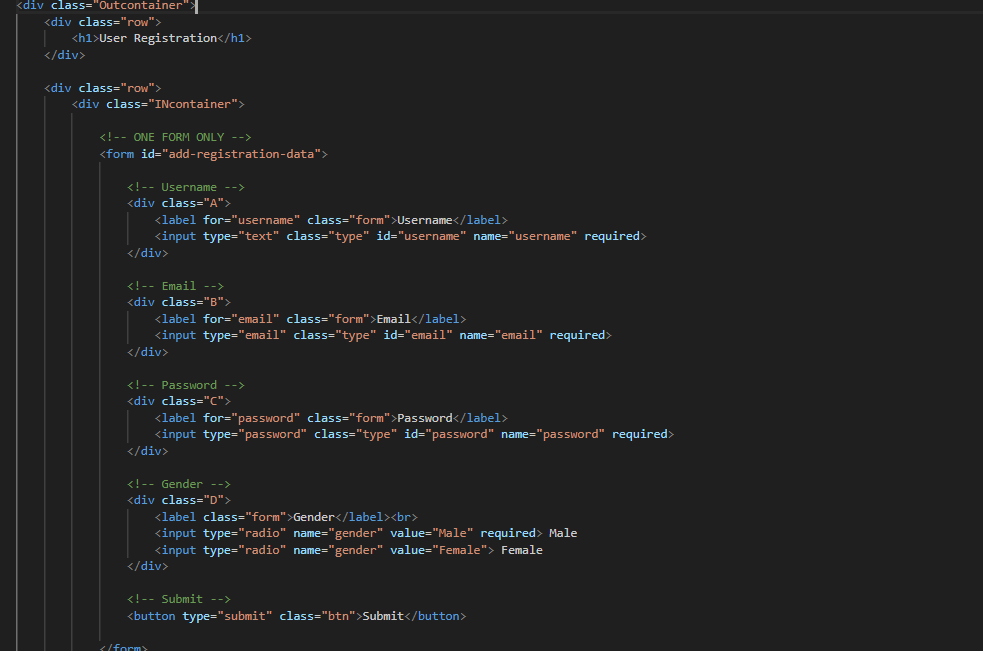 <div class="Outcontainer">
<div class="row">
<h1>User Registration</h1>
</div>
<div class="row">
<div class="INcontainer">
<!-- ONE FORM ONLY -->
<form id="add-registration-data">
<!-- Username -->
<div class="A">
<label for="username" class="form">Username</label>
<input type="text" class="type" id="username" name="username" required>
</div>
<!-- Email -->
<div class="B">
<label for="email" class="form">Email</label>
<input type="email" class="type" id="email" name="email" required>
</div>
<!-- Password -->
<div class="C">
<label for="password" class="form">Password</label>
<input type="password" class="type" id="password" name="password" required>
</div>
<!-- Gender -->
<div class="D">
<label class="form">Gender</label><br>
<input type="radio" name="gender" value="Male" required> Male
<input type="radio" name="gender" value="Female"> Female
</div>
<!-- Submit -->
<button type="submit" class="btn">Submit</button>
</form>